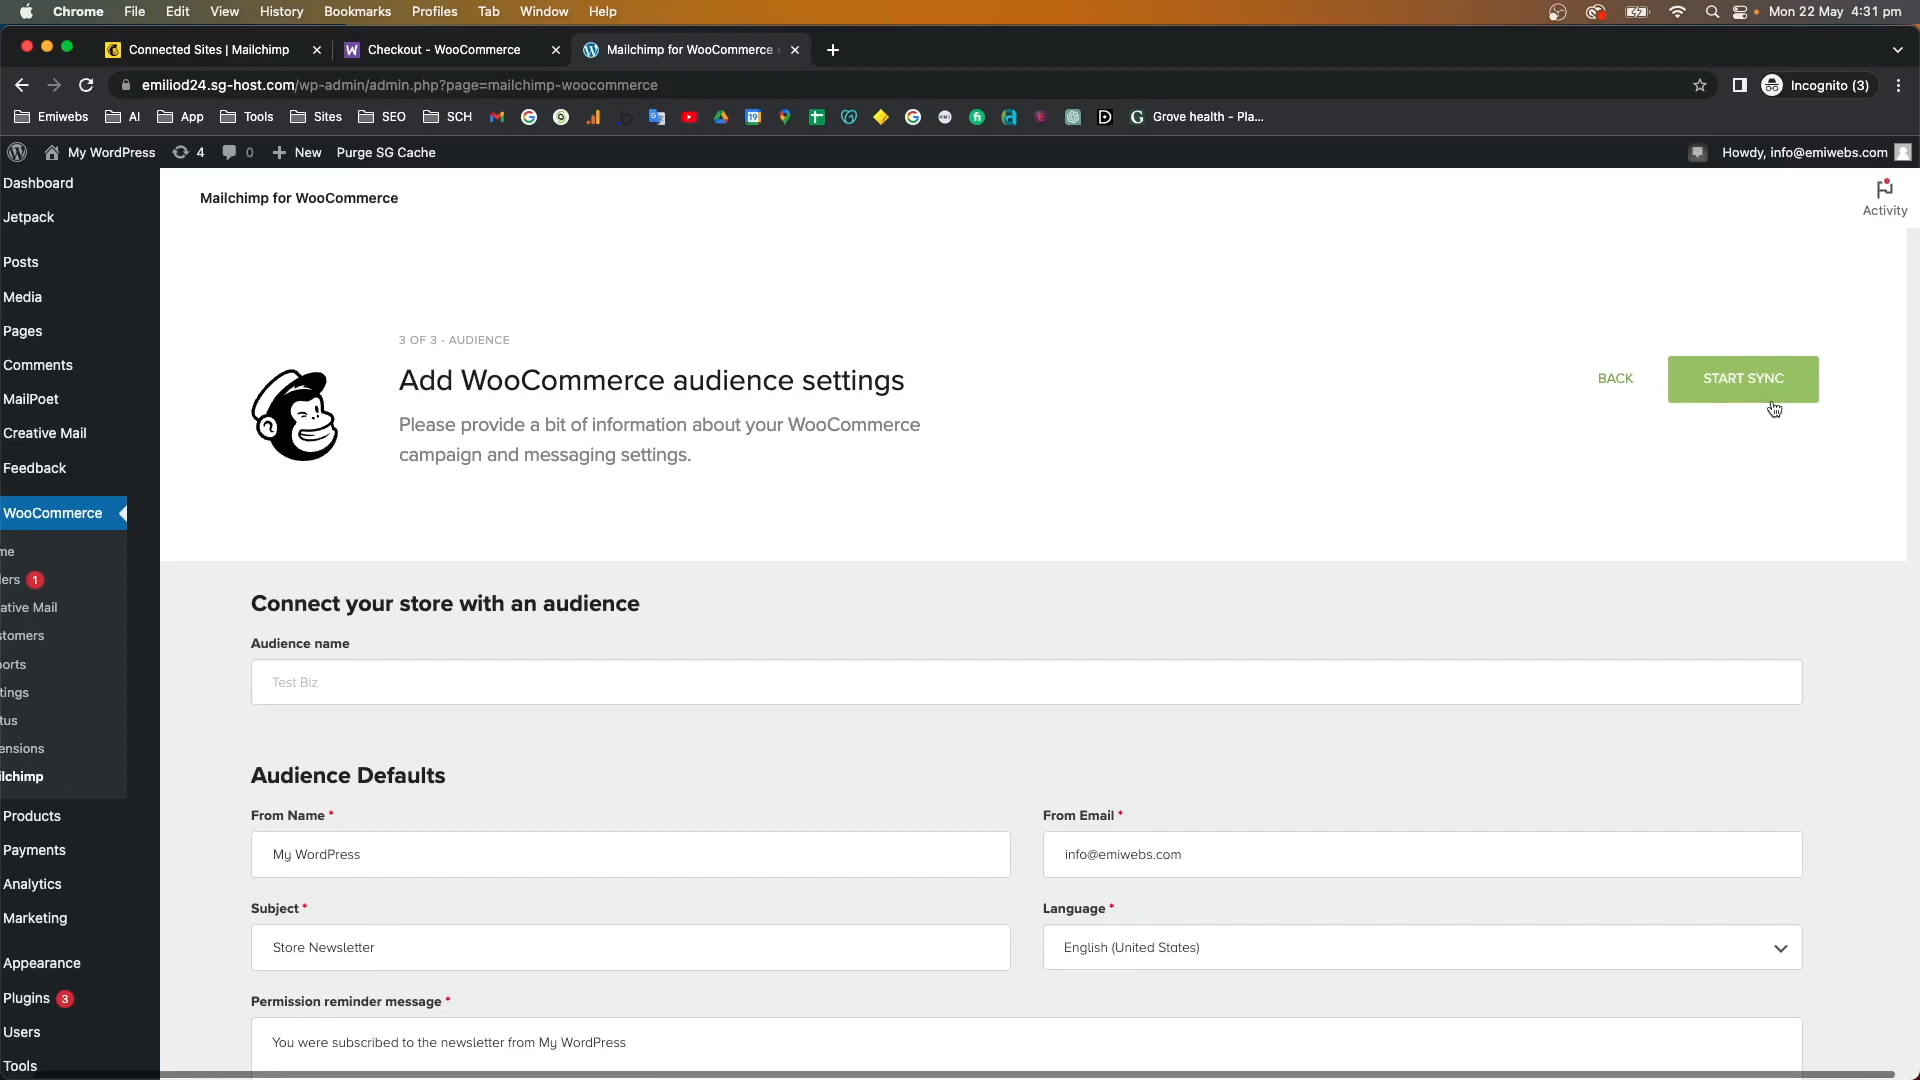 Chrome File Edit View History Bookmarks Profiles Tab Window Help Mon 22 May 4:31 pm
Connected Sites | Mailchimp Checkout - WooCommerce Mailchimp for WooCommerce
emiliod24.sg-host.com/wp-admin/admin.php?page=mailchimp-woocommerce Incognito (3)
Emiwebs AI App Tools Sites SEO SCH Grove health - Pla...
My WordPress 4 0 New Purge SG Cache Howdy, info@emiwebs.com
Dashboard
Jetpack
Posts
Media
Pages
Comments
MailPoet
Creative Mail
Feedback
WooCommerce
me
lers 1
ative Mail
stomers
ports
tings
tus
ensions
ilchimp
Products
Payments
Analytics
Marketing
Appearance
Plugins 3
Users
Tools
Mailchimp for WooCommerce
Activity
3 OF 3 - AUDIENCE
Add WooCommerce audience settings
Please provide a bit of information about your WooCommerce
campaign and messaging settings.
BACK
START SYNC
Connect your store with an audience
Audience name
Test Biz
Audience Defaults
From Name *
My WordPress
From Email *
info@emiwebs.com
Subject *
Store Newsletter
Language *
English (United States)
Permission reminder message *
You were subscribed to the newsletter from My WordPress